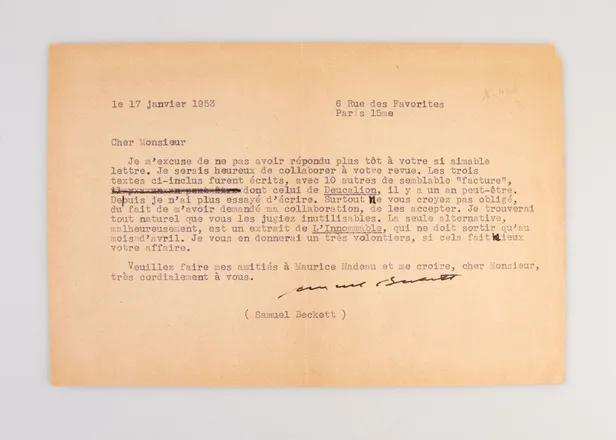 le 17 janvier 1953
6 Rue des Favorites
Paris 15me
Cher Monsieur
Je m'excuse de ne pas avoir répondu plus tôt à votre si aimable
lettre. Je serais heureux de collaborer à votre revue. Les trois
textes ci-inclus furent écrits, avec 10 autres de semblable "facture",
dont celui de Deucalion, il y a un an peut-être.
Depuis je n'ai plus essayé d'écrire. Surtout ne vous croyez pas obligé,
du fait de m'avoir demandé ma collaboration, de les accepter. Je trouverai
tout naturel que vous les jugiez inutilisables. La seule alternative,
malheureusement, est un extrait de L'Innommable, qui ne doit sortir qu'au
mois d'avril. Je vous en donnerai un très volontiers, si cela fait mieux
votre affaire.
Veuillez faire mes amitiés à Maurice Nadeau et me croire, cher Monsieur,
très cordialement à vous.
Samuel Beckett
( Samuel Beckett )